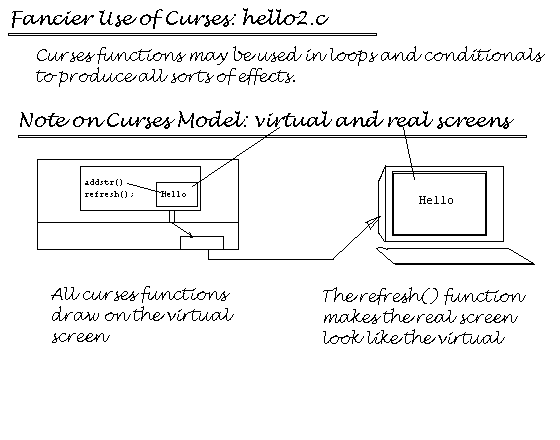 Fancier Use of Curses: hello2.c
Curses functions may be used in loops and conditionals
to produce all sorts of effects.
Note on Curses Model: virtual and real screens
addstr()
refresh();
Hello
Hello
All curses functions
draw on the virtual
screen
The refresh() function
makes the real screen
look like the virtual